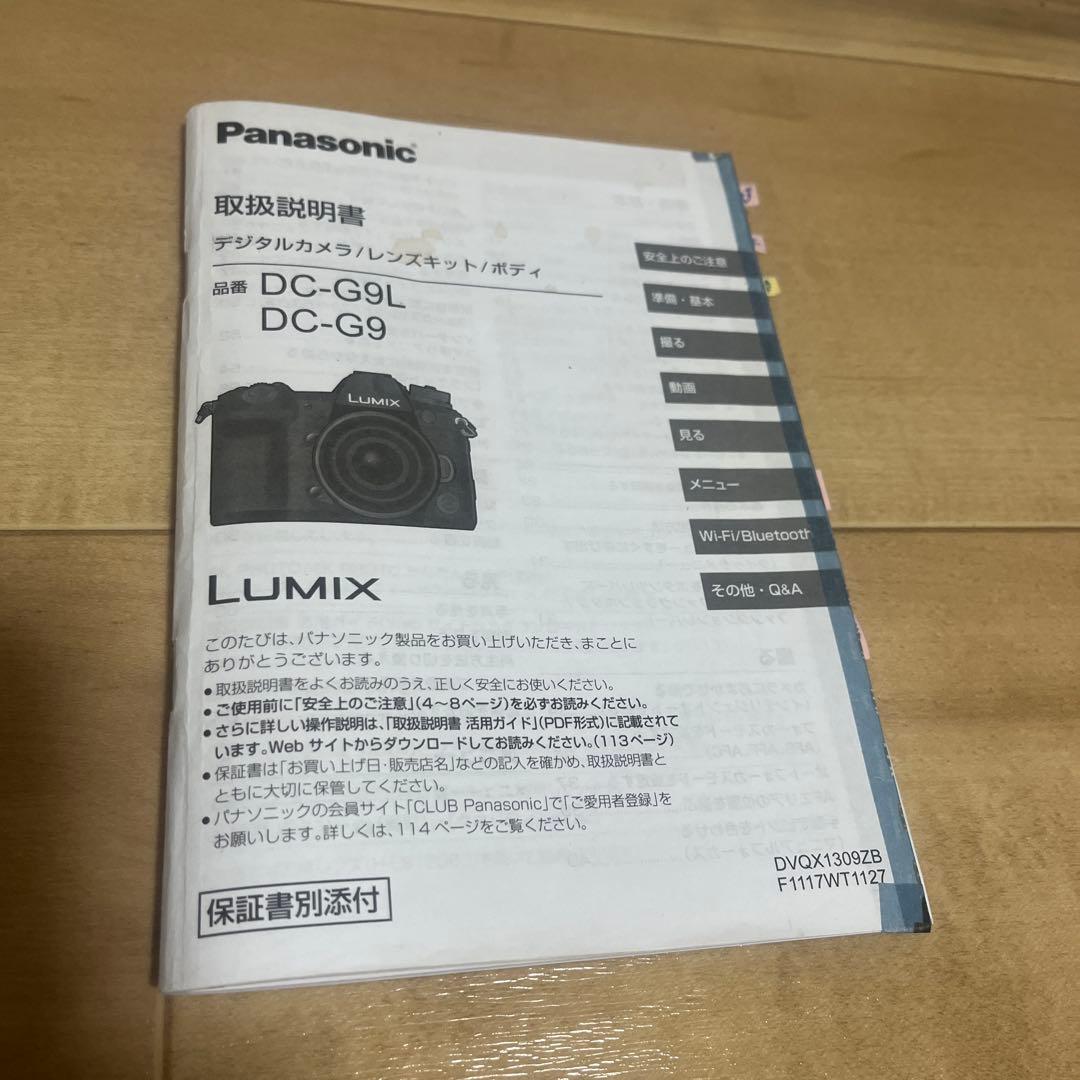 Panasonic
取扱説明書
デジタルカメラ/レンズキット/ボディ
品番 DC-G9L
DC-G9
LUMIX
LUMIX
安全上のご注意
準備・基本
撮る
動画
見る
メニュー
Wi-Fi/Bluetooth
その他・Q&A
このたびは、パナソニック製品をお買い上げいただき、まことに
ありがとうございます。
●取扱説明書をよくお読みのうえ、正しく安全にお使いください。
●ご使用前に「安全上のご注意」(4~8ページ)を必ずお読みください。
●さらに詳しい操作説明は、「取扱説明書 活用ガイド」(PDF形式)に記載されて
います。Web サイトからダウンロードしてお読みください。(113ページ)
●保証書は「お買い上げ日・販売店名」などの記入を確かめ、取扱説明書と
ともに大切に保管してください。
●パナソニックの会員サイト「CLUB Panasonic」で「ご愛用者登録」を
お願いします。詳しくは、114ページをご覧ください。
保証書別添付
DVQX1309ZB
F1117WT1127